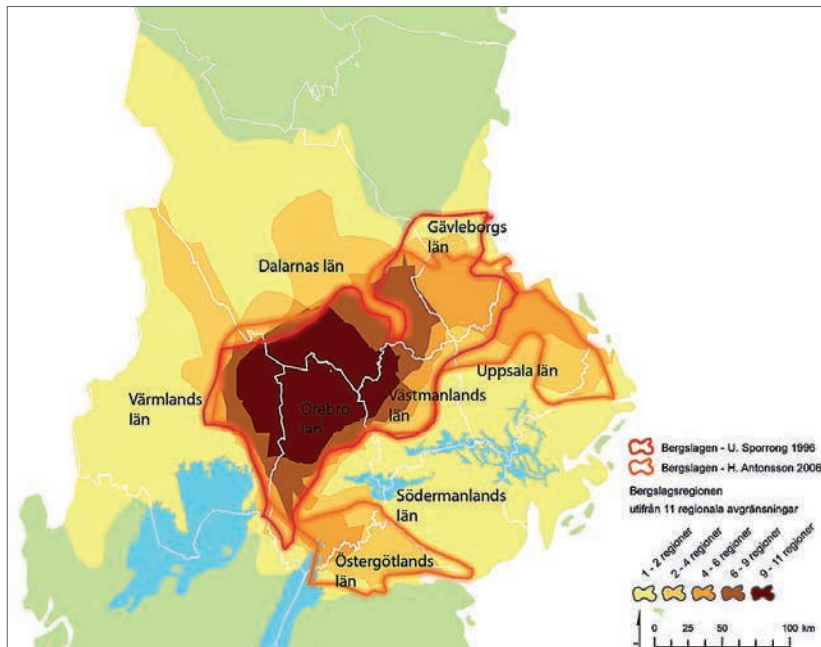 Gävleborgs
län
Dalarnas län
Uppsala län
Värmlands
län
Örebro
län
Västmanlands
län
Södermanlands
län
Östergötlands
län
Bergslagen - U. Sporrong 1996
Bergslagen - H. Antonsson 2006
Bergslagsregionen
utifrån 11 regionala avgränsningar
1 - 2 regioner
2 - 4 regioner
4 - 6 regioner
6 - 9 regioner
9 - 11 regioner
0 25 50 100 km